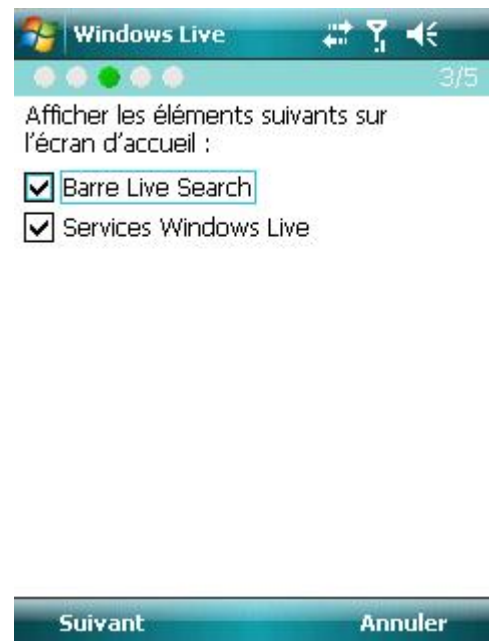 Windows Live
3/5
Afficher les éléments suivants sur
l'écran d'accueil :
Barre Live Search
Services Windows Live
Suivant
Annuler